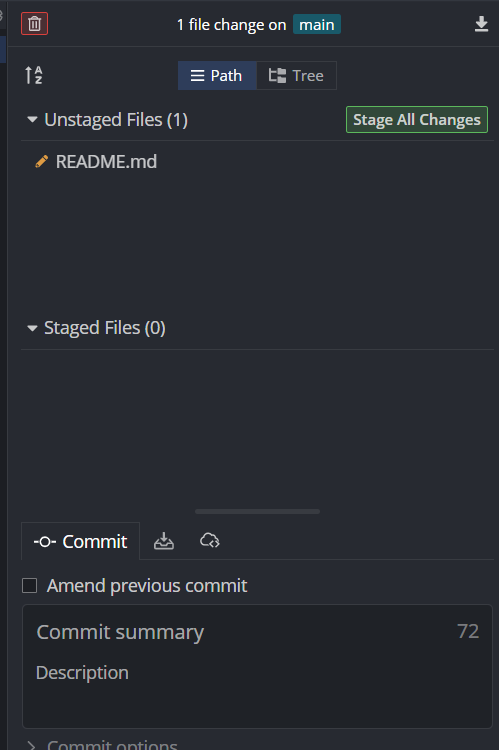 1 file change on main
Path Tree
Unstaged Files (1) Stage All Changes
README.md
Staged Files (0)
Commit
Amend previous commit
Commit summary 72
Description
Commit options